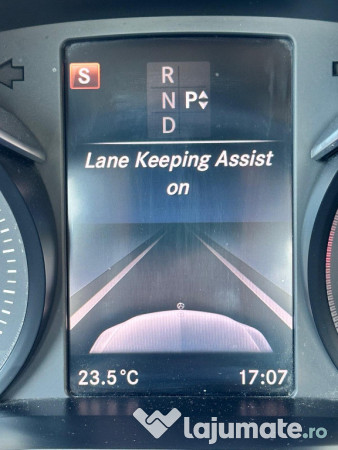 S
R
N P
D
Lane Keeping Assist
on
23.5°C 17:07
lajumate.ro